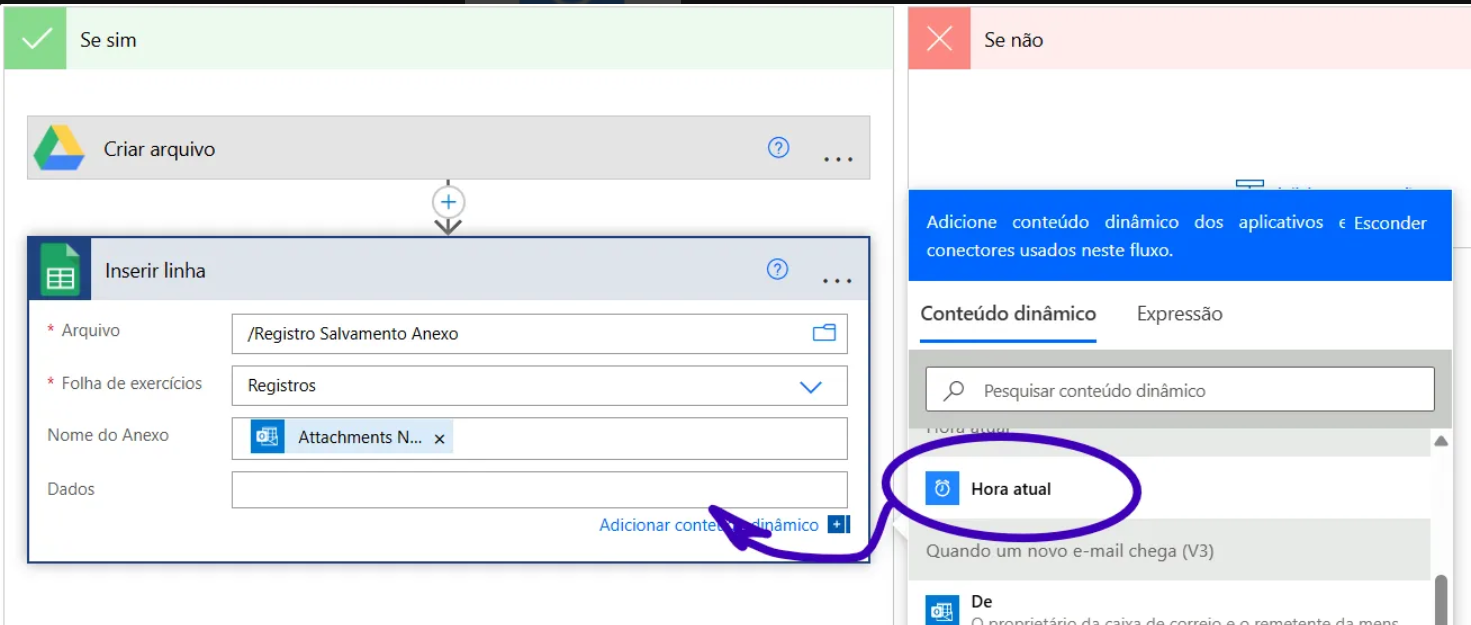 Se sim
Criar arquivo
Inserir linha
* Arquivo
/Registro Salvamento Anexo
* Folha de exercícios
Registros
Nome do Anexo
Attachments N... ×
Dados
Adicionar conteúdo dinâmico
Se não
Adicione conteúdo dinâmico dos aplicativos e Esconder
conectores usados neste fluxo.
Conteúdo dinâmico Expressão
Pesquisar conteúdo dinâmico
Hora atual
Hora atual
Quando um novo e-mail chega (V3)
De
O proprietário da caixa de correio e o remetente da mens